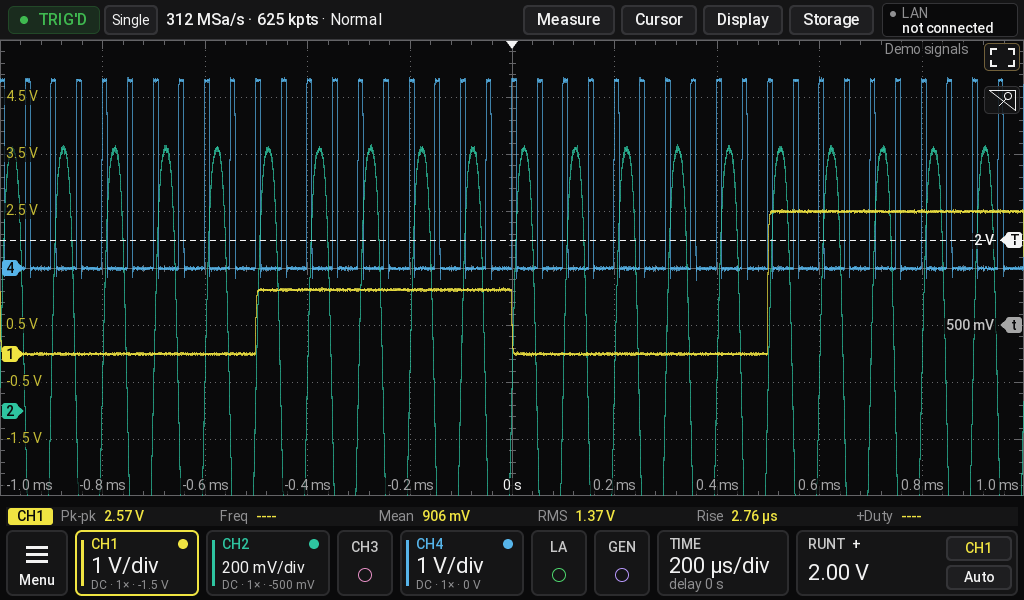 TRIG'D
Single
312 MSa/s · 625 kpts · Normal
Measure
Cursor
Display
Storage
LAN
not connected
Demo signals
4.5 V
3.5 V
2.5 V
2 V
T
4
0.5 V
500 mV
t
1
-0.5 V
2
-1.5 V
-1.0 ms
-0.8 ms
-0.6 ms
-0.4 ms
-0.2 ms
0 s
0.2 ms
0.4 ms
0.6 ms
0.8 ms
1.0 ms
CH1 Pk-pk 2.57 V Freq ---- Mean 906 mV RMS 1.37 V Rise 2.76 µs +Duty ----
Menu
CH1
1 V/div
DC · 1× · -1.5 V
CH2
200 mV/div
DC · 1× · -500 mV
CH3
CH4
1 V/div
DC · 1× · 0 V
LA
GEN
TIME
200 µs/div
delay 0 s
RUNT +
2.00 V
CH1
Auto